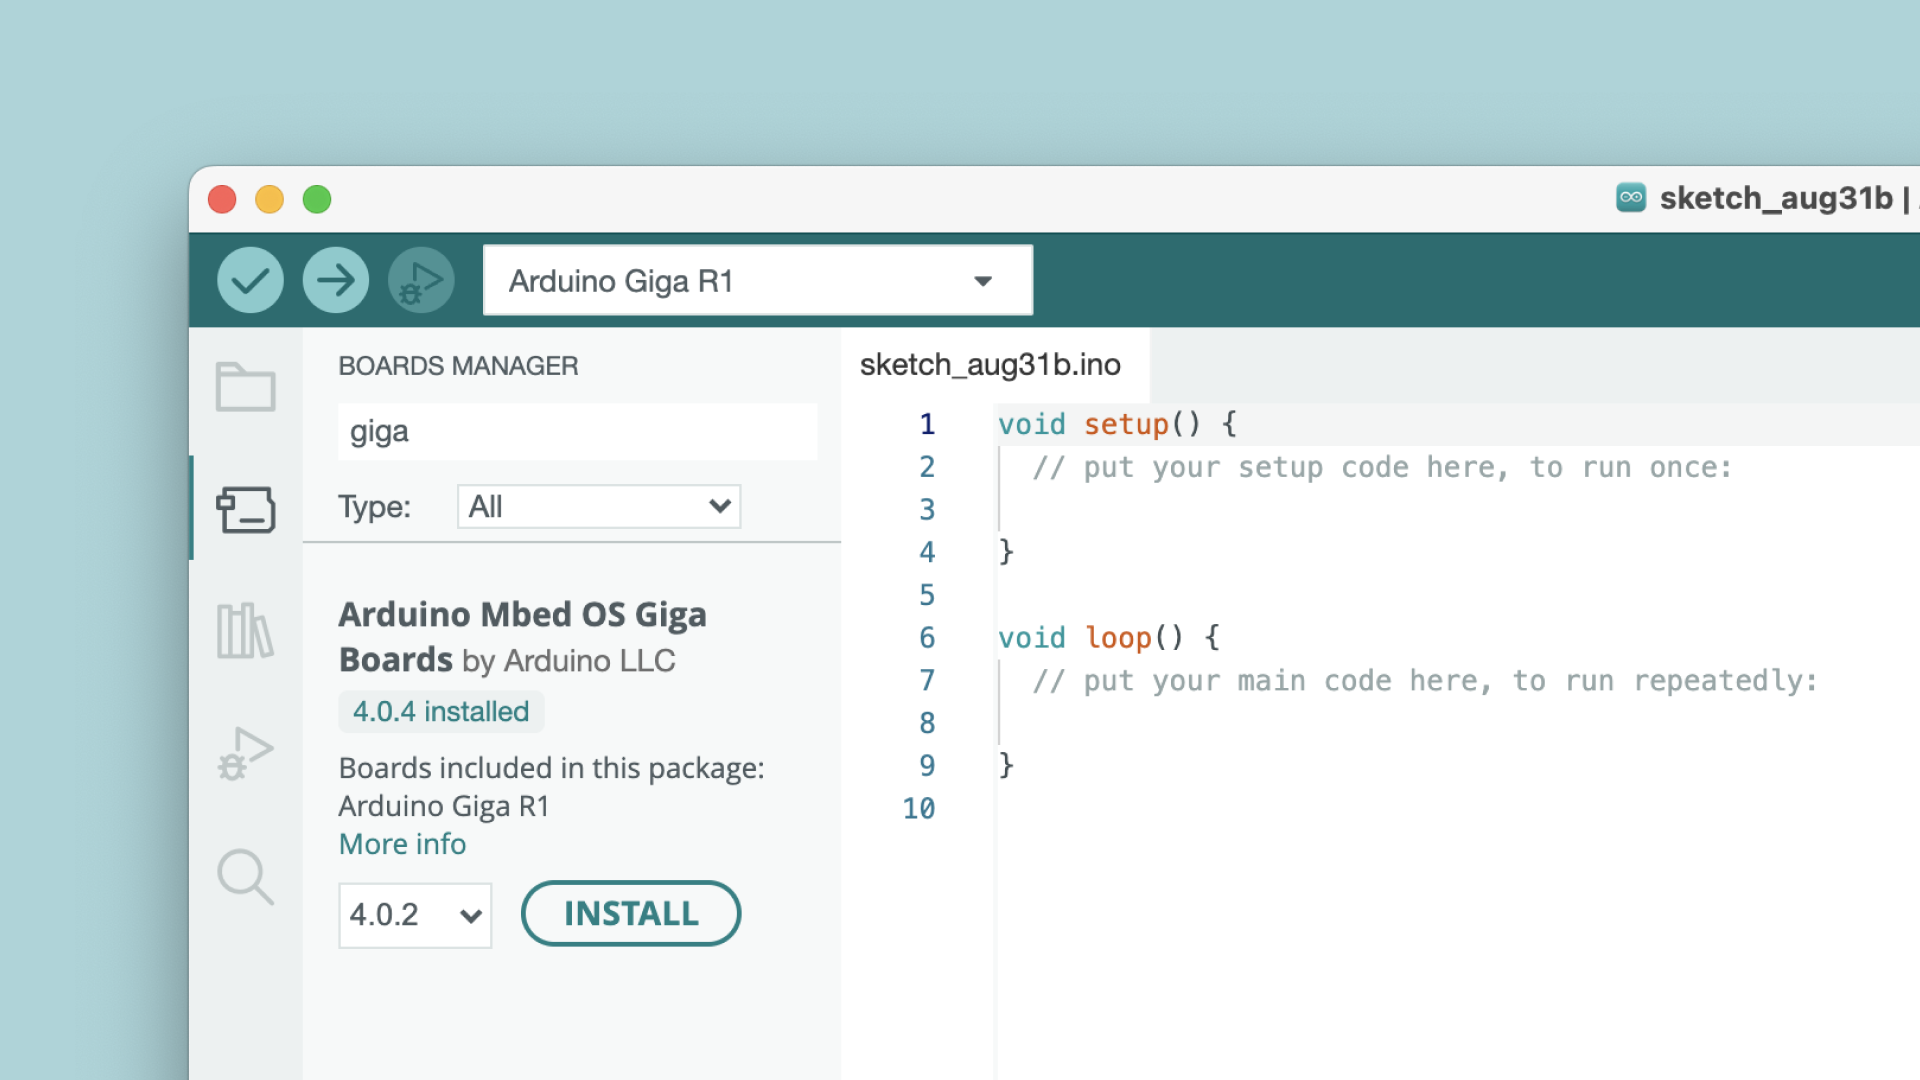 sketch_aug31b |
Arduino Giga R1
BOARDS MANAGER
giga
Type: All
Arduino Mbed OS Giga
Boards by Arduino LLC
4.0.4 installed
Boards included in this package:
Arduino Giga R1
More info
4.0.2 INSTALL
sketch_aug31b.ino
1 void setup() {
2 // put your setup code here, to run once:
3
4 }
5
6 void loop() {
7 // put your main code here, to run repeatedly:
8
9 }
10